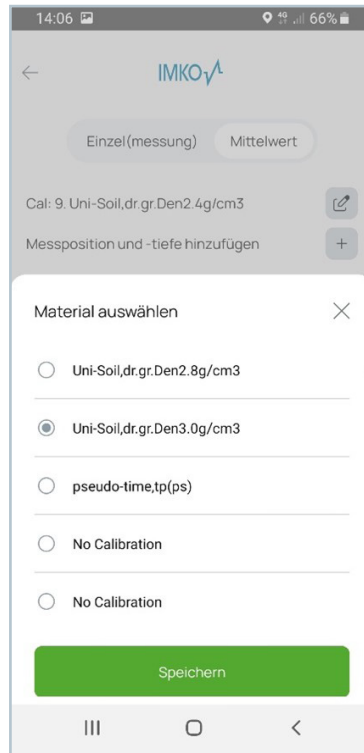 14:06 4G 66%
IMKO
Einzel(messung) Mittelwert
Cal: 9. Uni-Soil,dr.gr.Den2.4g/cm3
Messposition und -tiefe hinzufügen
Material auswählen
Uni-Soil,dr.gr.Den2.8g/cm3
Uni-Soil,dr.gr.Den3.0g/cm3
pseudo-time,tp(ps)
No Calibration
No Calibration
Speichern